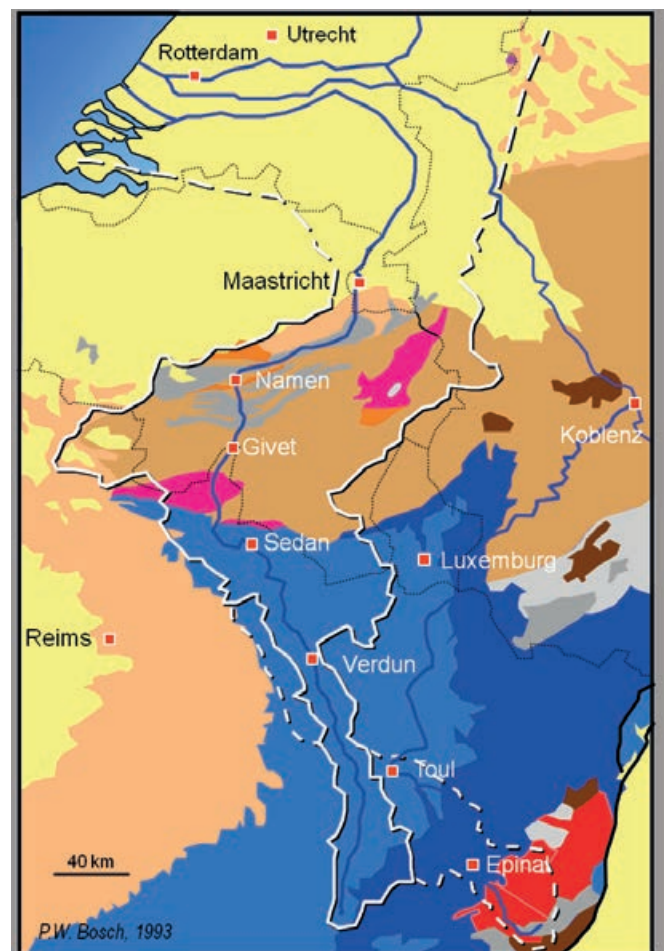 Utrecht
Rotterdam
Maastricht
Namen
Koblenz
Givet
Sedan
Luxemburg
Reims
Verdun
Toul
40 km
Epinal
P.W. Bosch, 1993